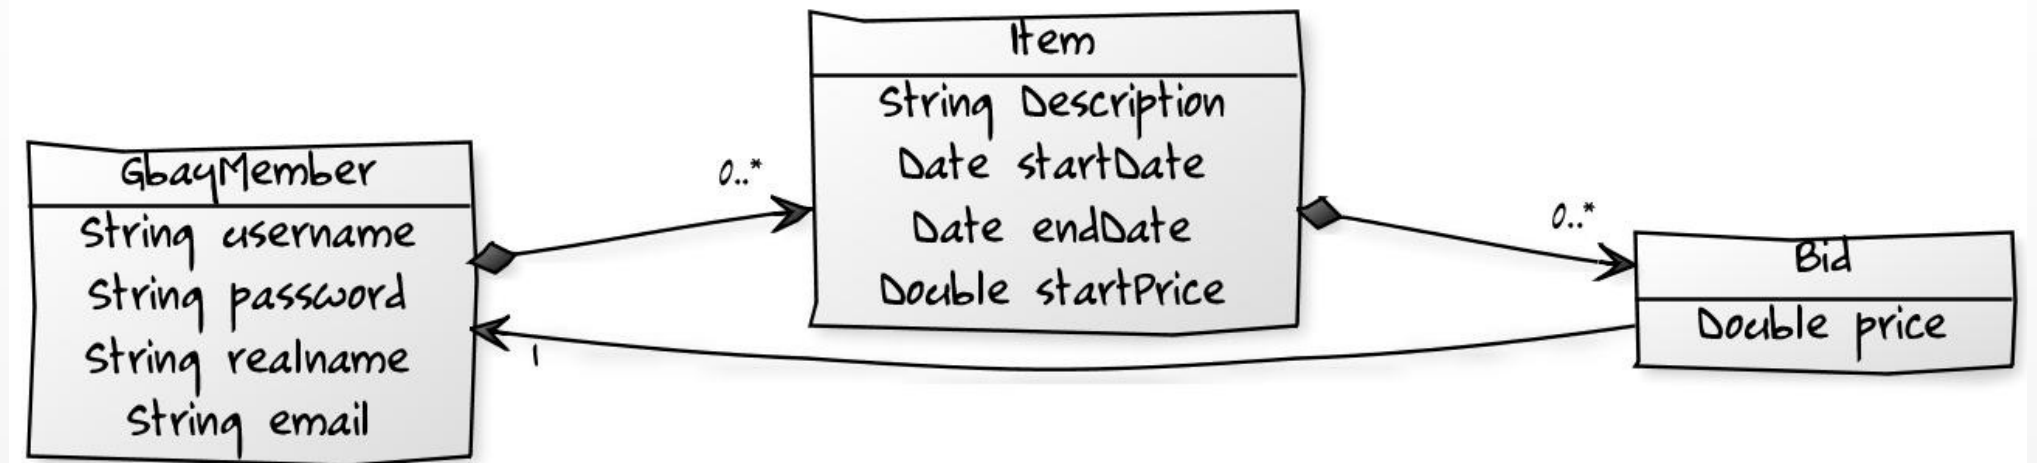 GbayMember
String username
String password
String realname
String email
0..*
1
Item
String Description
Date startDate
Date endDate
Double startPrice
0..*
Bid
Double price